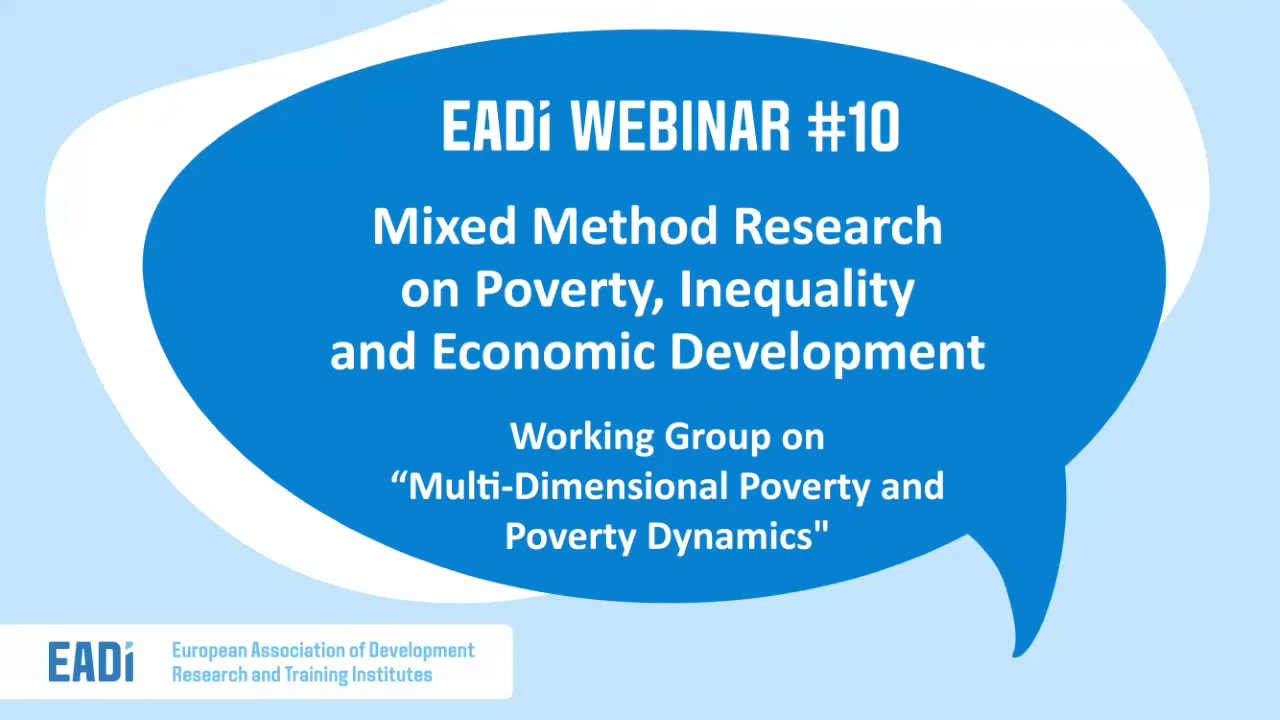 EADi WEBINAR #10
Mixed Method Research
on Poverty, Inequality
and Economic Development
Working Group on
“Multi-Dimensional Poverty and
Poverty Dynamics"
EADi
European Association of Development
Research and Training Institutes